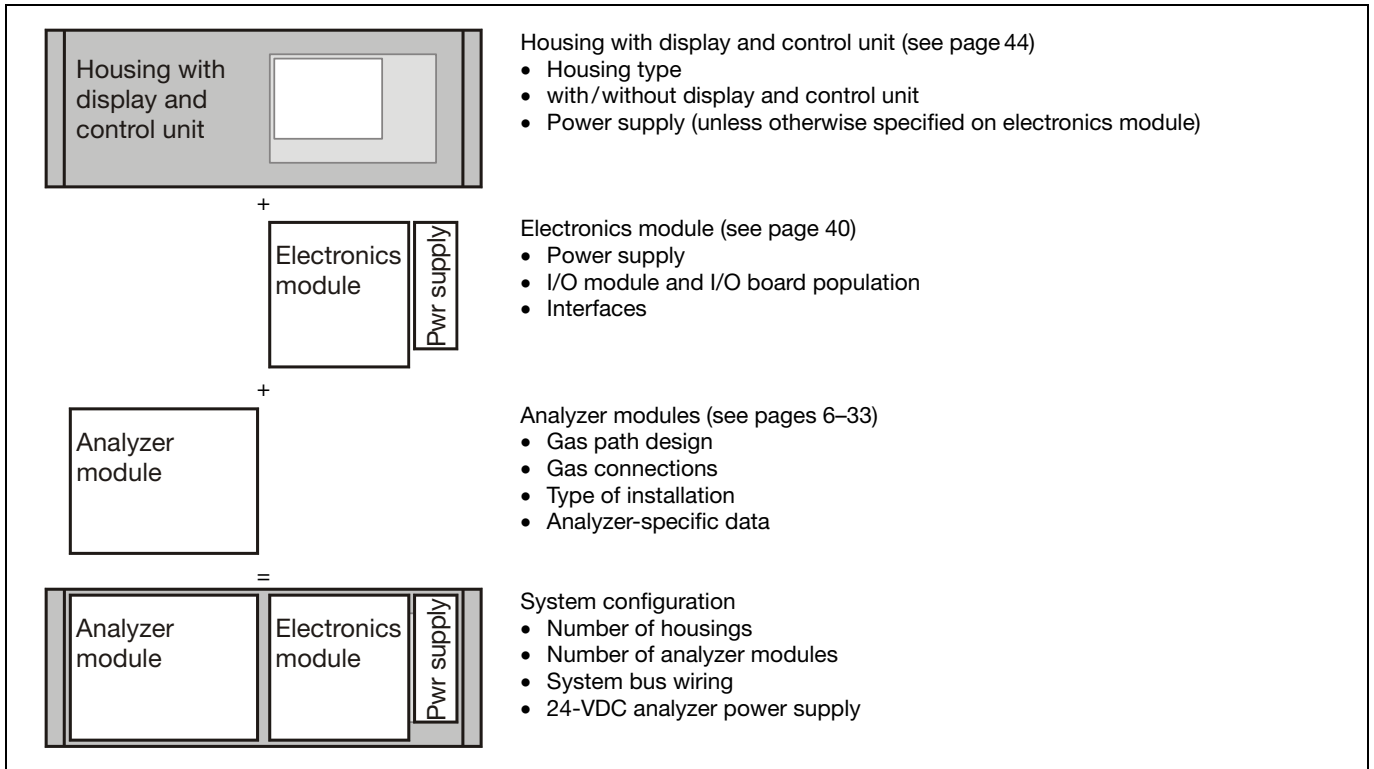 Housing with
display and
control unit
Housing with display and control unit (see page 44)
• Housing type
• with/without display and control unit
• Power supply (unless otherwise specified on electronics module)
+
Electronics
module
Pwr supply
Electronics module (see page 40)
• Power supply
• I/O module and I/O board population
• Interfaces
+
Analyzer
module
Analyzer modules (see pages 6–33)
• Gas path design
• Gas connections
• Type of installation
• Analyzer-specific data
=
Analyzer
module
Electronics
module
Pwr supply
System configuration
• Number of housings
• Number of analyzer modules
• System bus wiring
• 24-VDC analyzer power supply